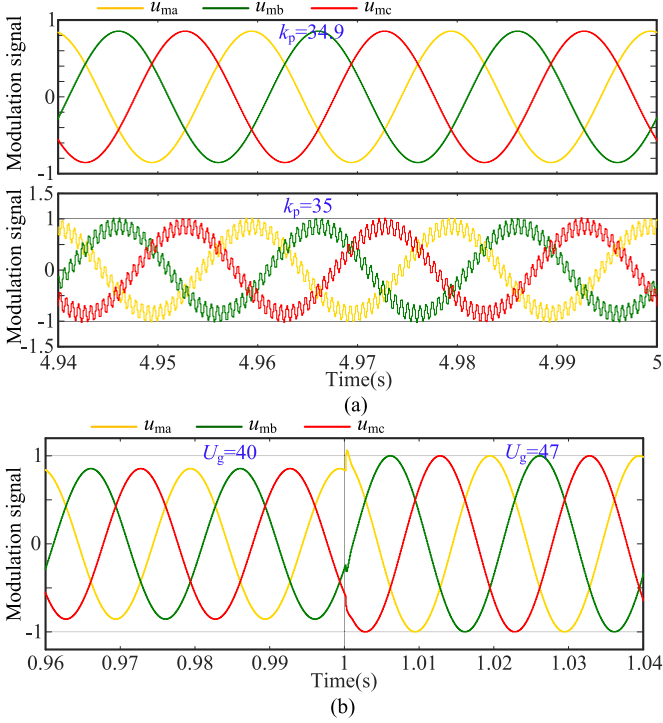 uma umb umc
kp=34.9
Modulation signal
1
0
-1
kp=35
Modulation signal
1.5
1
0
-1
-1.5
4.94 4.95 4.96 4.97 4.98 4.99 5
Time(s)
(a)
uma umb umc
Ug=40 Ug=47
Modulation signal
1
0
-1
0.96 0.97 0.98 0.99 1 1.01 1.02 1.03 1.04
Time(s)
(b)